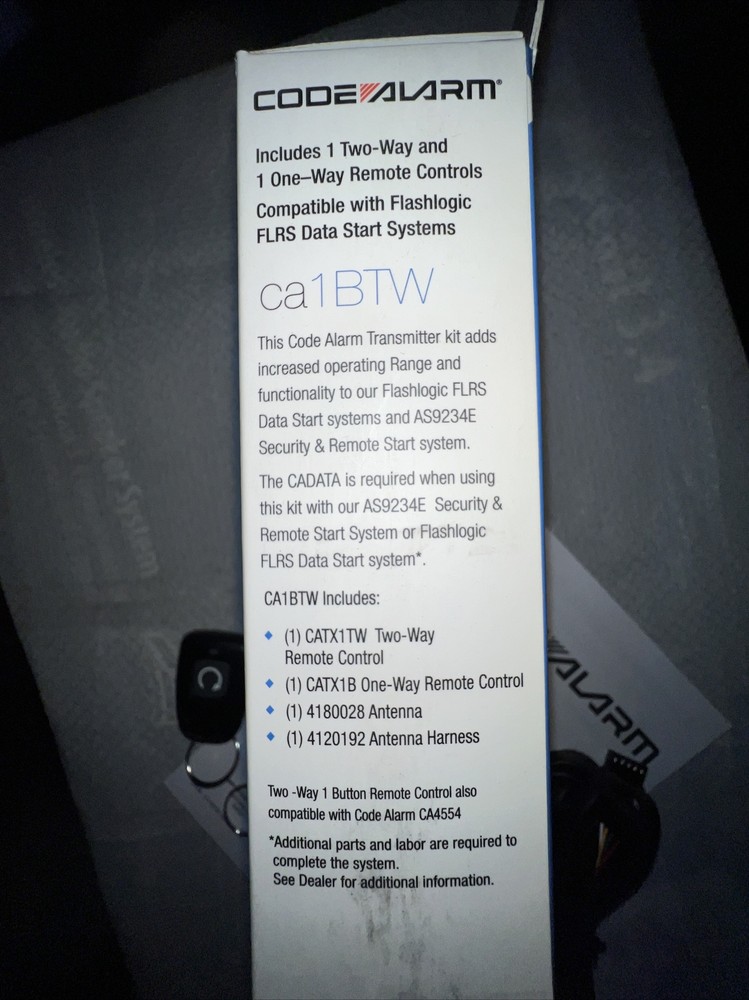 CODE ALARM®
Includes 1 Two-Way and
1 One–Way Remote Controls
Compatible with Flashlogic
FLRS Data Start Systems
ca1BTW
This Code Alarm Transmitter kit adds
increased operating Range and
functionality to our Flashlogic FLRS
Data Start systems and AS9234E
Security & Remote Start system.
The CADATA is required when using
this kit with our AS9234E Security &
Remote Start System or Flashlogic
FLRS Data Start system*.
CA1BTW Includes:
(1) CATX1TW Two-Way
Remote Control
(1) CATX1B One-Way Remote Control
(1) 4180028 Antenna
(1) 4120192 Antenna Harness
Two -Way 1 Button Remote Control also
compatible with Code Alarm CA4554
*Additional parts and labor are required to
complete the system.
See Dealer for additional information.
ALARM